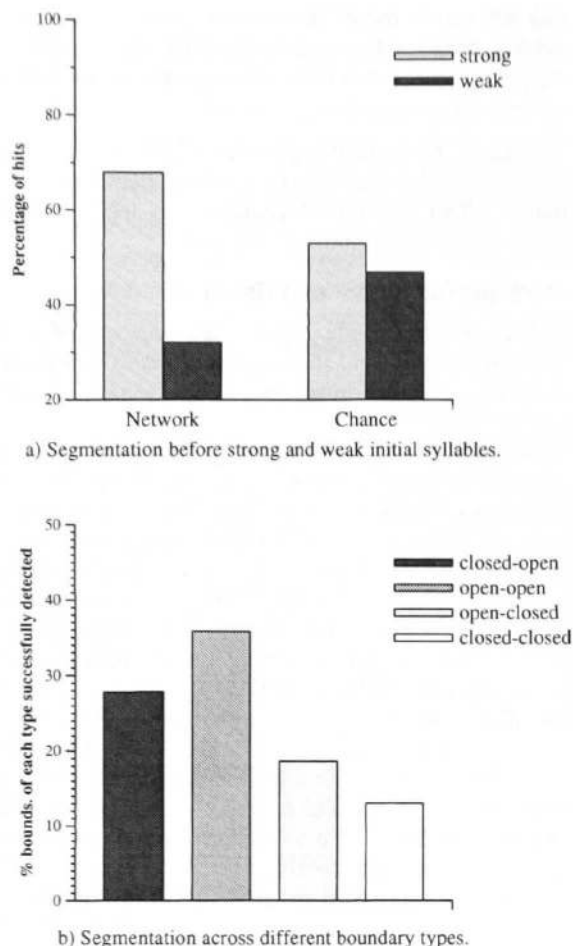 100
80
60
40
20
Percentage of hits
strong
weak
Network Chance
a) Segmentation before strong and weak initial syllables.
50
40
30
20
10
0
% bounds. of each type successfully detected
closed-open
open-open
open-closed
closed-closed
b) Segmentation across different boundary types.